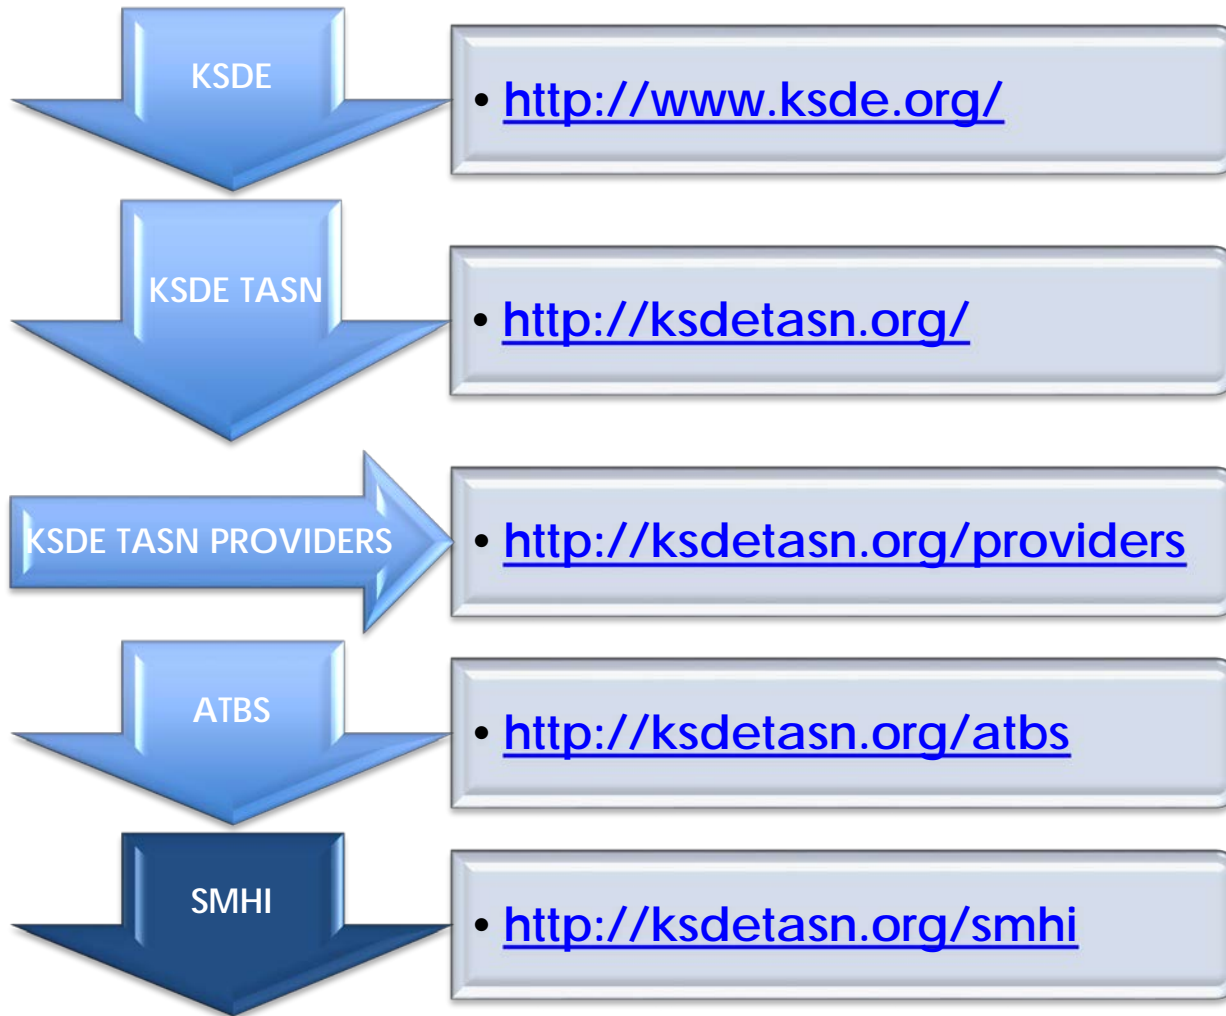 KSDE
• http://www.ksde.org/
KSDE TASN
• http://ksdetasn.org/
KSDE TASN PROVIDERS
• http://ksdetasn.org/providers
ATBS
• http://ksdetasn.org/atbs
SMHI
• http://ksdetasn.org/smhi